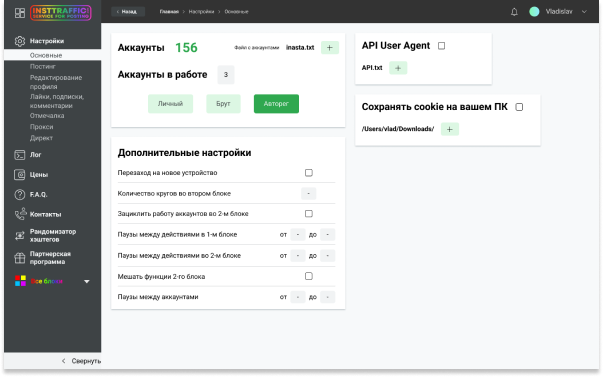 INSTTRAFFIC!
SERVICE FOR POSTING
< Назад
Главная > Настройки > Основные
Vladislav
Настройки
Основные
Постинг
Редактирование
профиля
Лайки, подписки,
комментарии
Отмечалка
Прокси
Директ
Лог
Цены
F.A.Q.
Контакты
Рандомизатор
хэштегов
Партнерская
программа
Все блоки
< Свернуть
Аккаунты 156 Файл с аккаунтами inasta.txt +
Аккаунты в работе 3
Личный Брут Авторег
Дополнительные настройки
Перезаход на новое устройство
Количество кругов во втором блоке -
Зациклить работу аккаунтов во 2-м блоке
Паузы между действиями в 1-м блоке от - до -
Паузы между действиями во 2-м блоке от - до -
Мешать функции 2-го блока
Паузы между аккаунтами от - до -
API User Agent
API.txt +
Сохранять cookie на вашем ПК
/Users/vlad/Downloads/ +